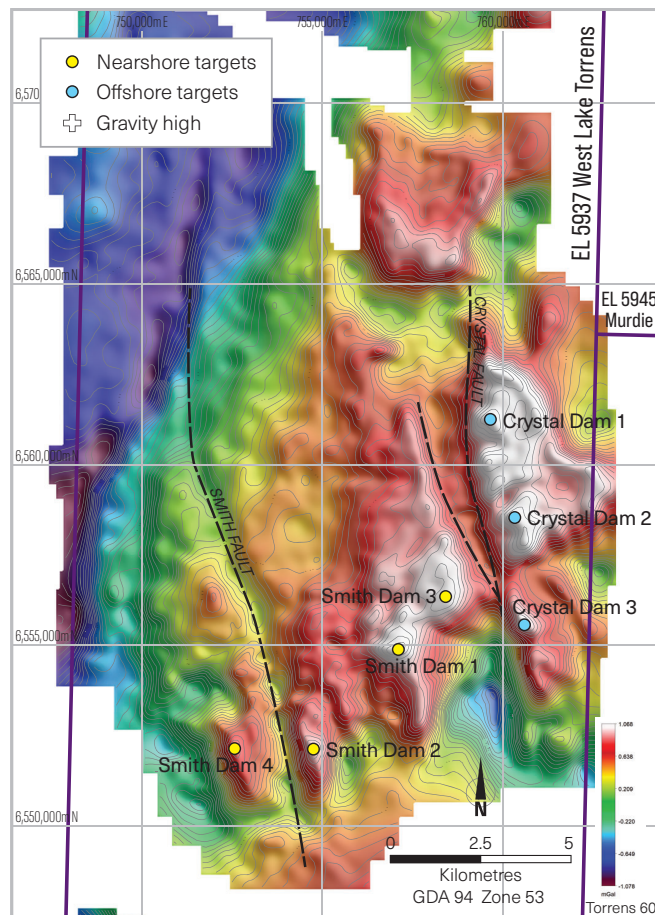 750,000mE
755,000mE
760,000mE
Nearshore targets
Offshore targets
Gravity high
6,570
EL 5937 West Lake Torrens
6,565,000mN
EL 5945
Murdie
CRYSTAL FAULT
Crystal Dam 1
6,560,000mN
Crystal Dam 2
SMITH FAULT
Smith Dam 3
Crystal Dam 3
6,555,000mN
Smith Dam 1
Smith Dam 2
Smith Dam 4
6,550,000mN
N
0 2.5 5
Kilometres
GDA 94 Zone 53
1.066
0.638
0.209
-0.220
-0.649
-1.078
mGal
Torrens 60